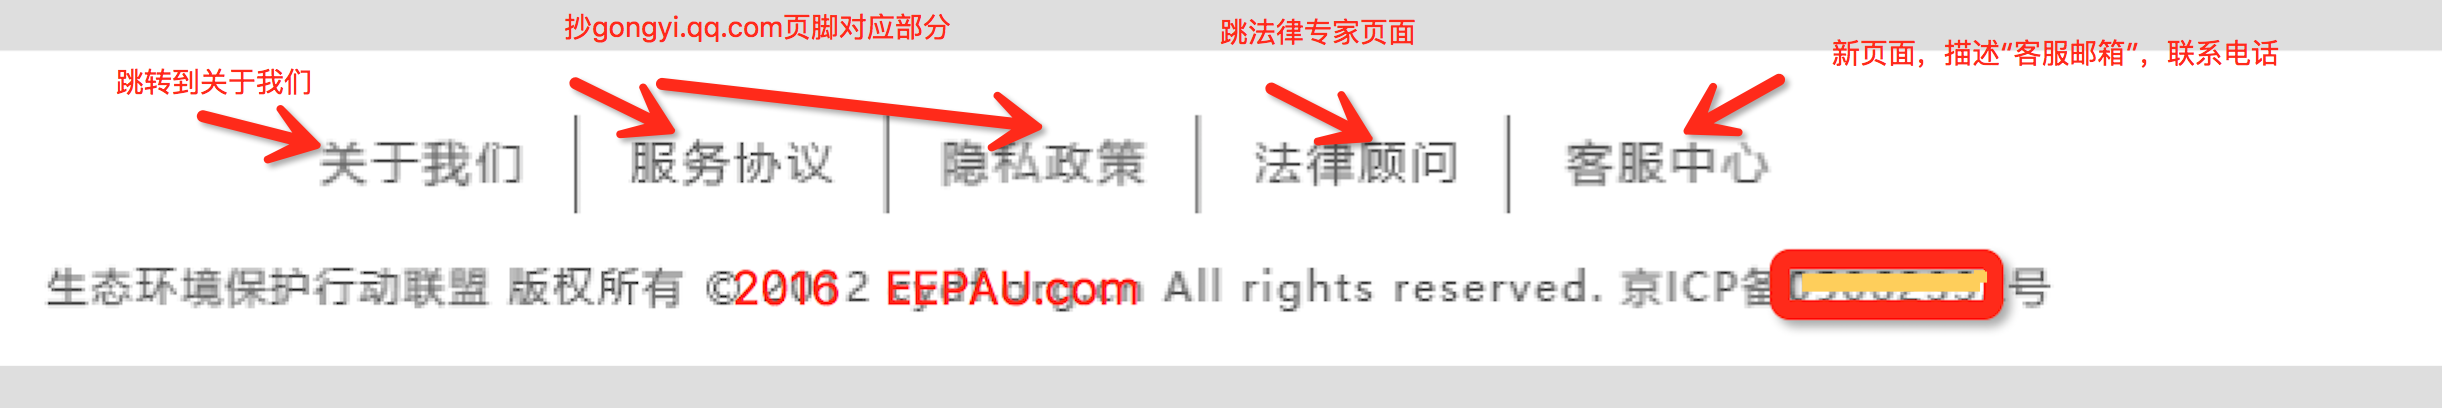 抄gongyi.qq.com页脚对应部分
跳法律专家页面
新页面，描述“客服邮箱”，联系电话
跳转到关于我们
关于我们 服务协议 隐私政策 法律顾问 客服中心
生态环境保护行动联盟 版权所有 ©2016 EEPAU.com All rights reserved. 京ICP备 号